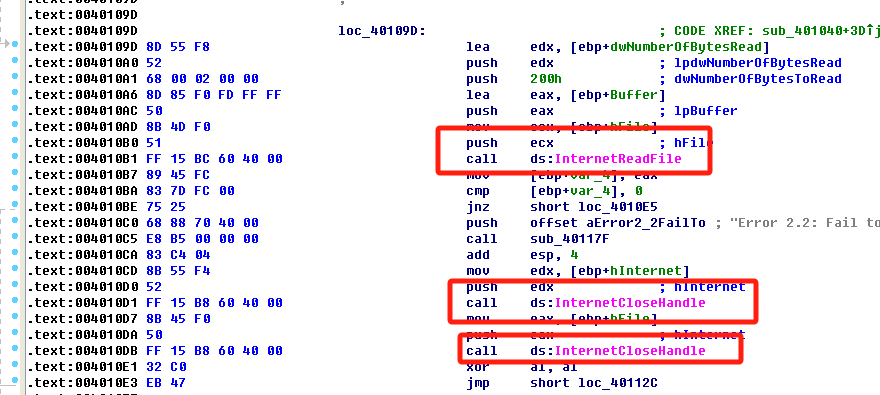 .text:0040109D ;
.text:0040109D
.text:0040109D loc_40109D: ; CODE XREF: sub_401040+3D↑j
.text:0040109D 8D 55 F8 lea edx, [ebp+dwNumberOfBytesRead]
.text:004010A0 52 push edx ; lpdwNumberOfBytesRead
.text:004010A1 68 00 02 00 00 push 200h ; dwNumberOfBytesToRead
.text:004010A6 8D 85 F0 FD FF FF lea eax, [ebp+Buffer]
.text:004010AC 50 push eax ; lpBuffer
.text:004010AD 8B 4D F0 mov ecx, [ebp+hFile]
.text:004010B0 51 push ecx ; hFile
.text:004010B1 FF 15 BC 60 40 00 call ds:InternetReadFile
.text:004010B7 89 45 FC mov [ebp+var_4], eax
.text:004010BA 83 7D FC 00 cmp [ebp+var_4], 0
.text:004010BE 75 25 jnz short loc_4010E5
.text:004010C0 68 88 70 40 00 push offset aError2_2FailTo ; "Error 2.2: Fail to
.text:004010C5 E8 B5 00 00 00 call sub_40117F
.text:004010CA 83 C4 04 add esp, 4
.text:004010CD 8B 55 F4 mov edx, [ebp+hInternet]
.text:004010D0 52 push edx ; hInternet
.text:004010D1 FF 15 B8 60 40 00 call ds:InternetCloseHandle
.text:004010D7 8B 45 F0 mov eax, [ebp+hFile]
.text:004010DA 50 push eax ; hInternet
.text:004010DB FF 15 B8 60 40 00 call ds:InternetCloseHandle
.text:004010E1 32 C0 xor al, al
.text:004010E3 EB 47 jmp short loc_40112C